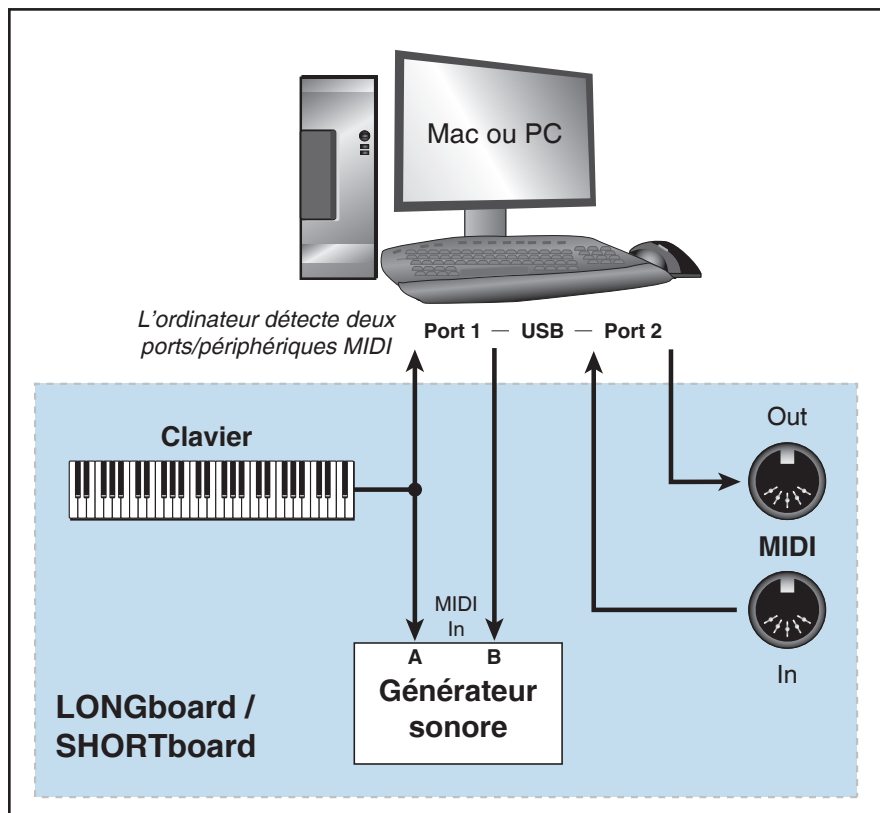 Mac ou PC
L'ordinateur détecte deux
ports/périphériques MIDI
Port 1 — USB — Port 2
Clavier
Out
MIDI
In
MIDI
In
A B
Générateur
sonore
LONGboard /
SHORTboard